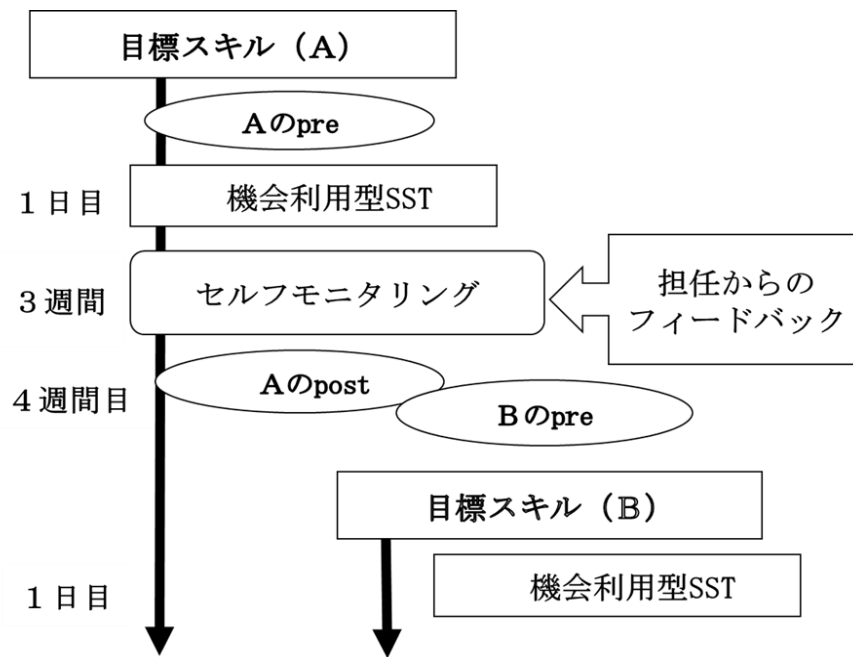 目標スキル（A）
Aのpre
１日目
機会利用型SST
３週間
セルフモニタリング
担任からの
フィードバック
４週間目
Aのpost
Bのpre
目標スキル（B）
１日目
機会利用型SST